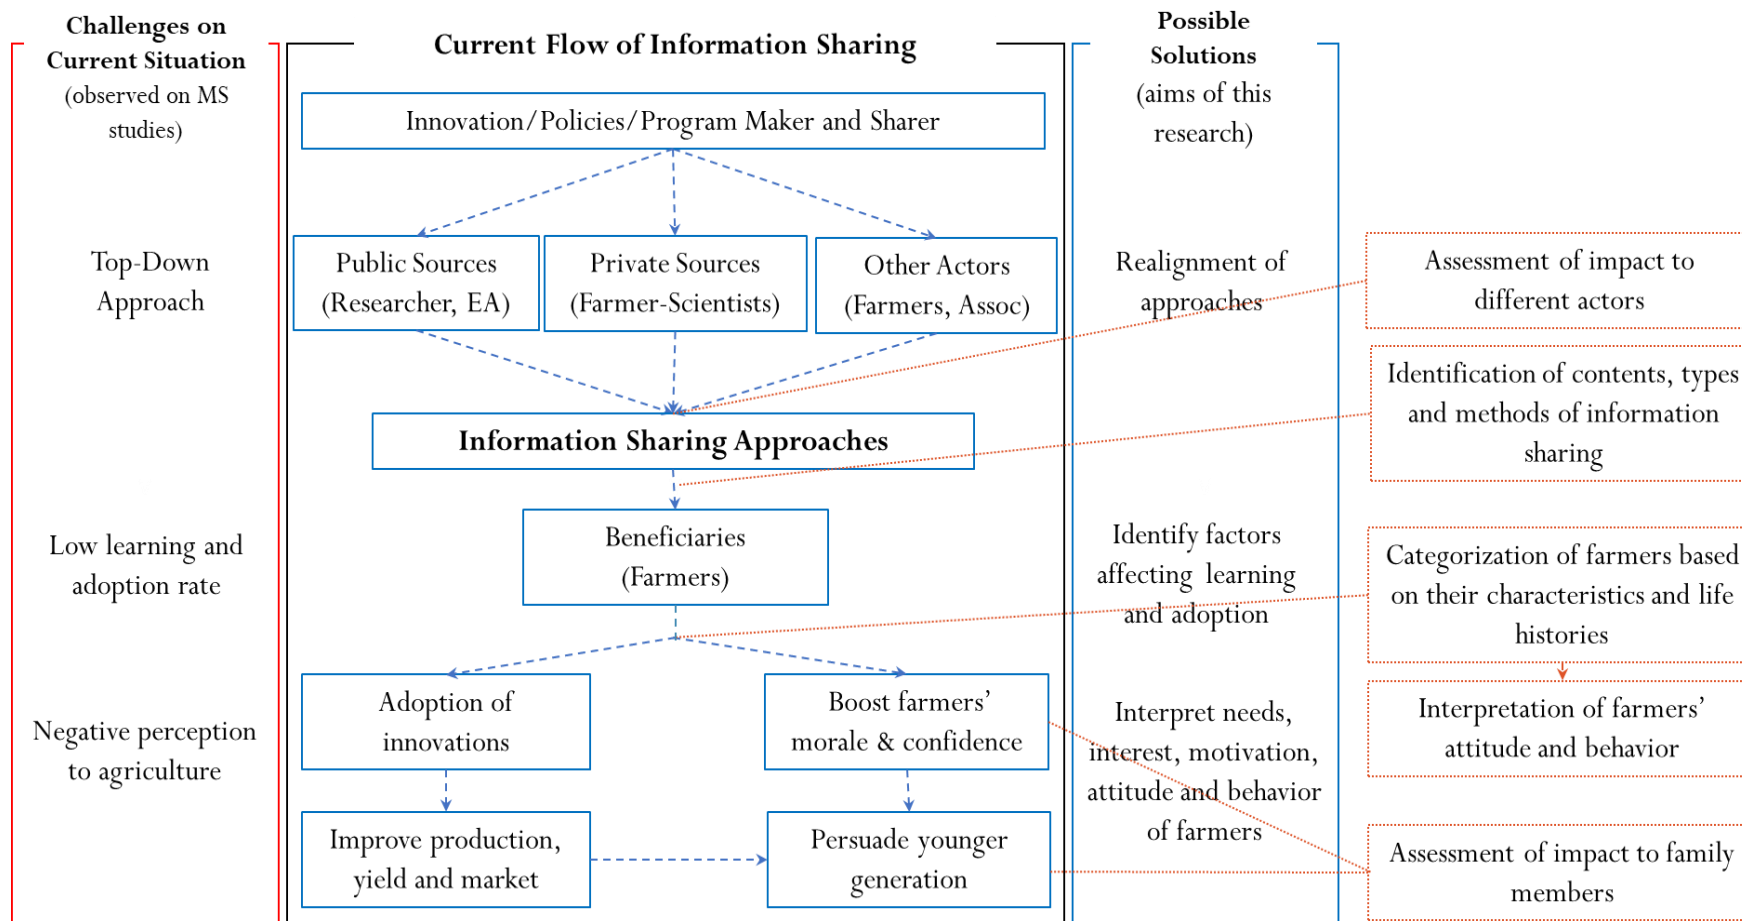 Challenges on
Current Situation
(observed on MS
studies)
Current Flow of Information Sharing
Possible
Solutions
(aims of this
research)
Innovation/Policies/Program Maker and Sharer
Top-Down
Approach
Public Sources
(Researcher, EA)
Private Sources
(Farmer-Scientists)
Other Actors
(Farmers, Assoc)
Realignment of
approaches
Assessment of impact to
different actors
Information Sharing Approaches
Identification of contents, types
and methods of information
sharing
Low learning and
adoption rate
Beneficiaries
(Farmers)
Identify factors
affecting learning
and adoption
Categorization of farmers based
on their characteristics and life
histories
Negative perception
to agriculture
Adoption of
innovations
Boost farmers’
morale & confidence
Interpret needs,
interest, motivation,
attitude and behavior
of farmers
Interpretation of farmers’
attitude and behavior
Improve production,
yield and market
Persuade younger
generation
Assessment of impact to family
members